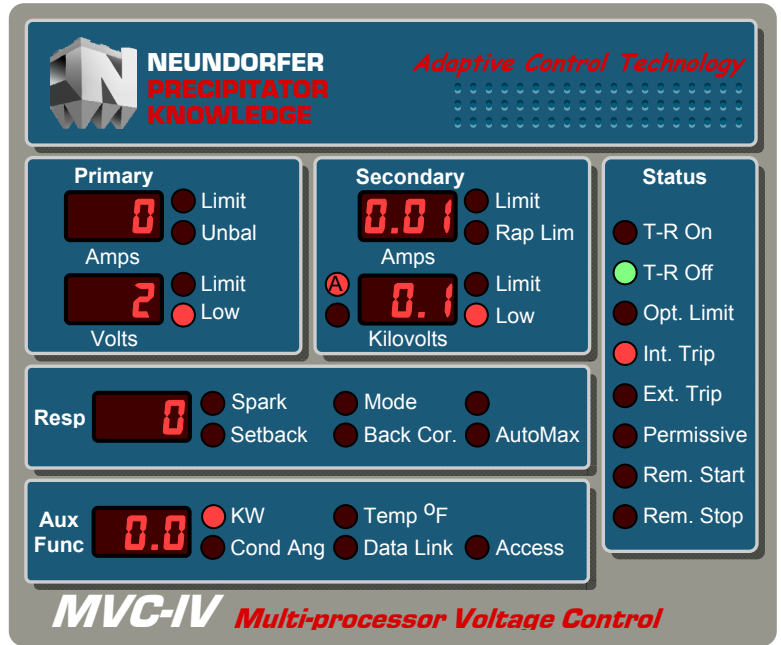 NEUNDORFER
PRECIPITATOR
KNOWLEDGE
Adaptive Control Technology
Primary
0
Limit
Unbal
Amps
2
Limit
Low
Volts
Secondary
0.01
Limit
Rap Lim
Amps
A
0.1
Limit
Low
Kilovolts
Status
T-R On
T-R Off
Opt. Limit
Int. Trip
Ext. Trip
Permissive
Rem. Start
Rem. Stop
Resp
0
Spark
Mode
Setback
Back Cor.
AutoMax
Aux
Func
0.0
KW
Temp ᴼF
Cond Ang
Data Link
Access
MVC-IV Multi-processor Voltage Control